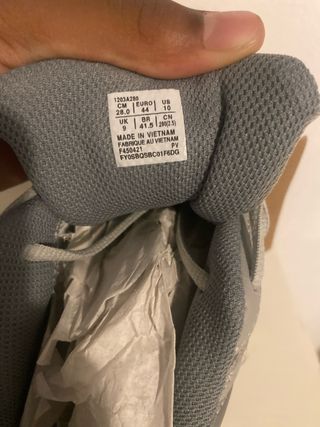 1203A280
CM EURO US
28.0 44 10
UK BR CN
9 41.5 280(2.5)
MADE IN VIETNAM
FABRIQUE AU VIETNAM
F450421 PV
FY0SBQSBC01F6DG